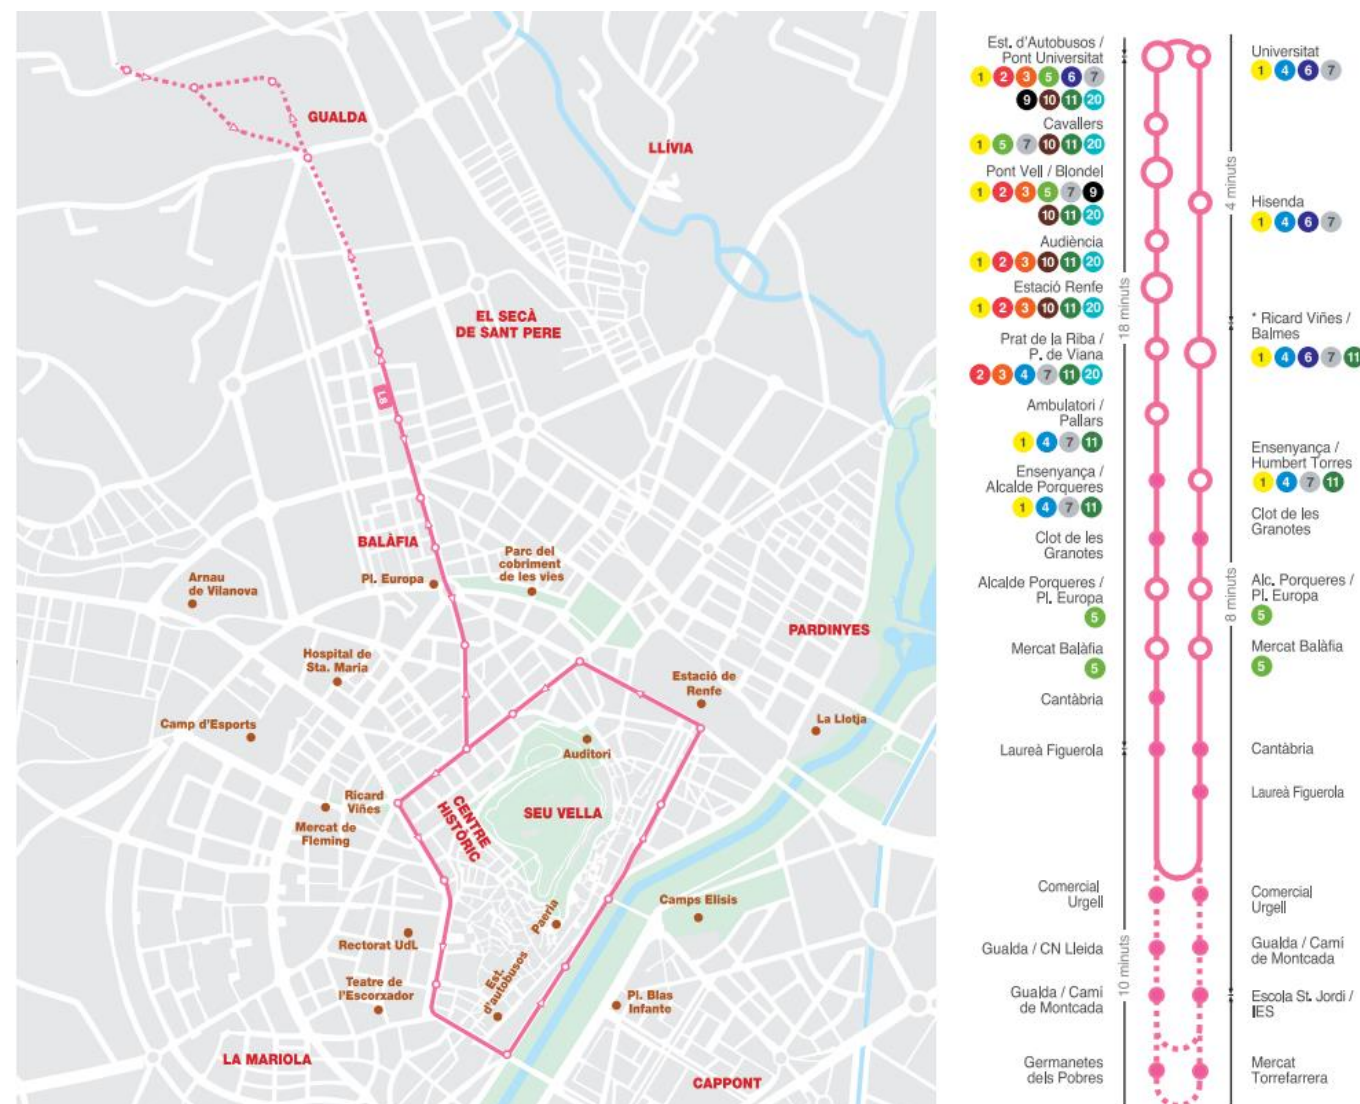 GUALDA
LLÍVIA
EL SECÀ
DE SANT PERE
L8
BALÀFIA
Pl. Europa
Parc del
cobriment
de les vies
Arnau
de Vilanova
PARDINYES
Hospital de
Sta. Maria
Estació de
Renfe
Camp d'Esports
La Llotja
Auditori
Ricard
Viñes
CENTRE
HISTÒRIC
SEU VELLA
Mercat de
Fleming
Camps Elisis
Paeria
Rectorat UdL
Est.
d'autobusos
Teatre de
l'Escorxador
Pl. Blas
Infante
LA MARIOLA
CAPPONT
Est. d'Autobusos /
Pont Universitat
1 2 3 5 6 7
9 10 11 20
Cavallers
1 5 7 10 11 20
Pont Vell / Blondel
1 2 3 5 7 9
10 11 20
Audiència
1 2 3 10 11 20
Estació Renfe
1 2 3 10 11 20
Prat de la Riba /
P. de Viana
2 3 4 7 11 20
Ambulatori /
Pallars
1 4 7 11
Ensenyança /
Alcalde Porqueres
1 4 7 11
Clot de les
Granotes
Alcalde Porqueres /
Pl. Europa
5
Mercat Balàfia
5
Cantàbria
Laureà Figuerola
Comercial
Urgell
Gualda / CN Lleida
Gualda / Camí
de Montcada
Germanetes
dels Pobres
18 minuts
10 minuts
4 minuts
8 minuts
Universitat
1 4 6 7
Hisenda
1 4 6 7
* Ricard Viñes /
Balmes
1 4 6 7 11
Ensenyança /
Humbert Torres
1 4 7 11
Clot de les
Granotes
Alc. Porqueres /
Pl. Europa
5
Mercat Balàfia
5
Cantàbria
Laureà Figuerola
Comercial
Urgell
Gualda / Camí
de Montcada
Escola St. Jordi /
IES
Mercat
Torrefarrera